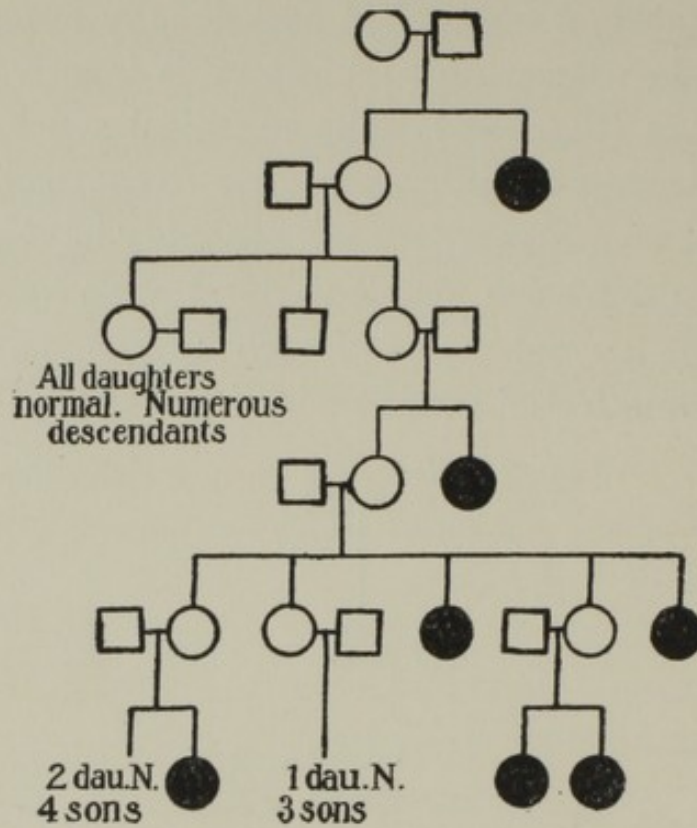 All daughters
normal. Numerous
descendants
2 dau.N.
4 sons
1 dau.N.
3 sons